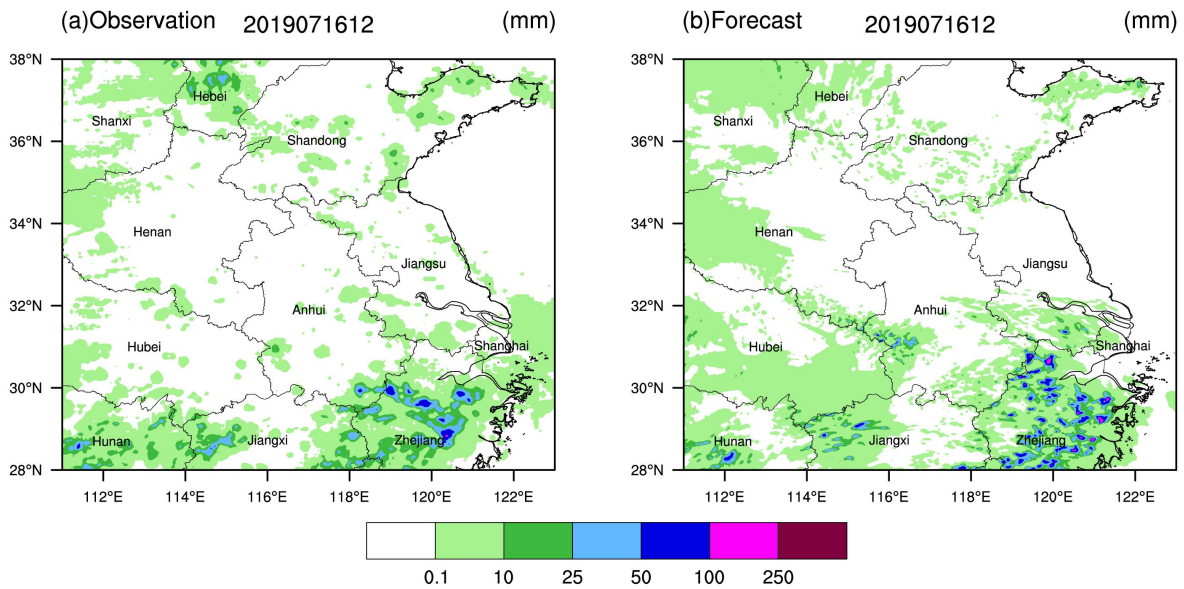 (a)Observation 2019071612 (mm)
(b)Forecast 2019071612 (mm)
38°N
36°N
34°N
32°N
30°N
28°N
Hebei
Shanxi
Shandong
Henan
Jiangsu
Anhui
Hubei
Shanghai
Hunan
Jiangxi
Zhejiang
112°E 114°E 116°E 118°E 120°E 122°E
38°N
36°N
34°N
32°N
30°N
28°N
Hebei
Shanxi
Shandong
Henan
Jiangsu
Anhui
Hubei
Shanghai
Hunan
Jiangxi
Zhejiang
112°E 114°E 116°E 118°E 120°E 122°E
0.1 10 25 50 100 250